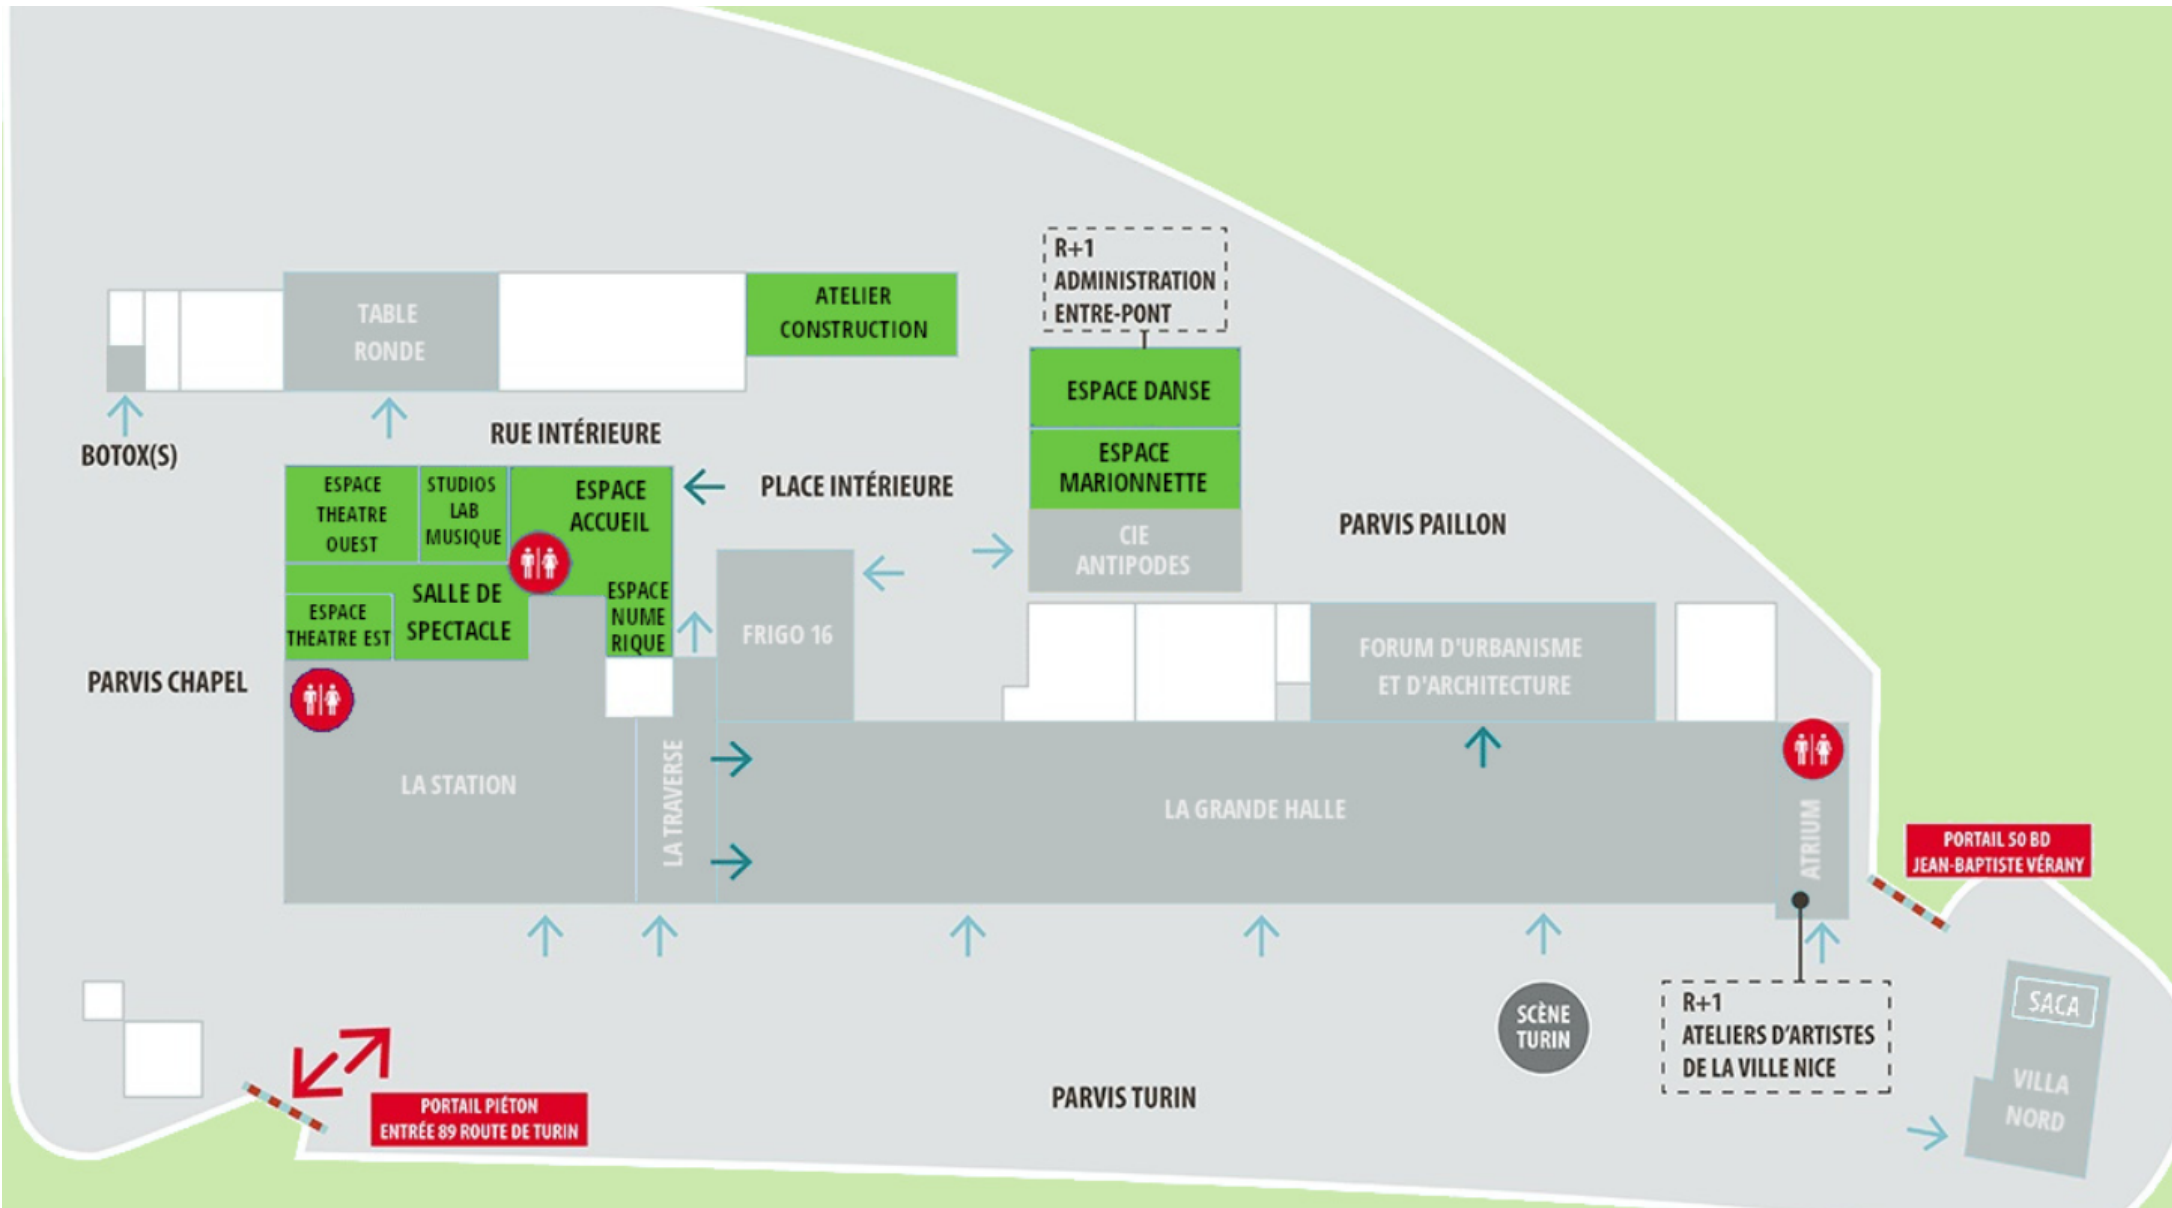 R+1
ADMINISTRATION
ENTRE-PONT
TABLE
RONDE
ATELIER
CONSTRUCTION
ESPACE DANSE
ESPACE
MARIONNETTE
CIE
ANTIPODES
BOTOX(S)
RUE INTÉRIEURE
PLACE INTÉRIEURE
PARVIS PAILLON
ESPACE
THEATRE
OUEST
STUDIOS
LAB
MUSIQUE
ESPACE
ACCUEIL
SALLE DE
SPECTACLE
ESPACE
THEATRE EST
ESPACE
NUME
RIQUE
FRIGO 16
FORUM D'URBANISME
ET D'ARCHITECTURE
PARVIS CHAPEL
LA STATION
LA TRAVERSE
LA GRANDE HALLE
ATRIUM
PORTAIL 50 BD
JEAN-BAPTISTE VÉRANY
SCÈNE
TURIN
R+1
ATELIERS D'ARTISTES
DE LA VILLE NICE
SACA
VILLA
NORD
PORTAIL PIÉTON
ENTRÉE 89 ROUTE DE TURIN
PARVIS TURIN